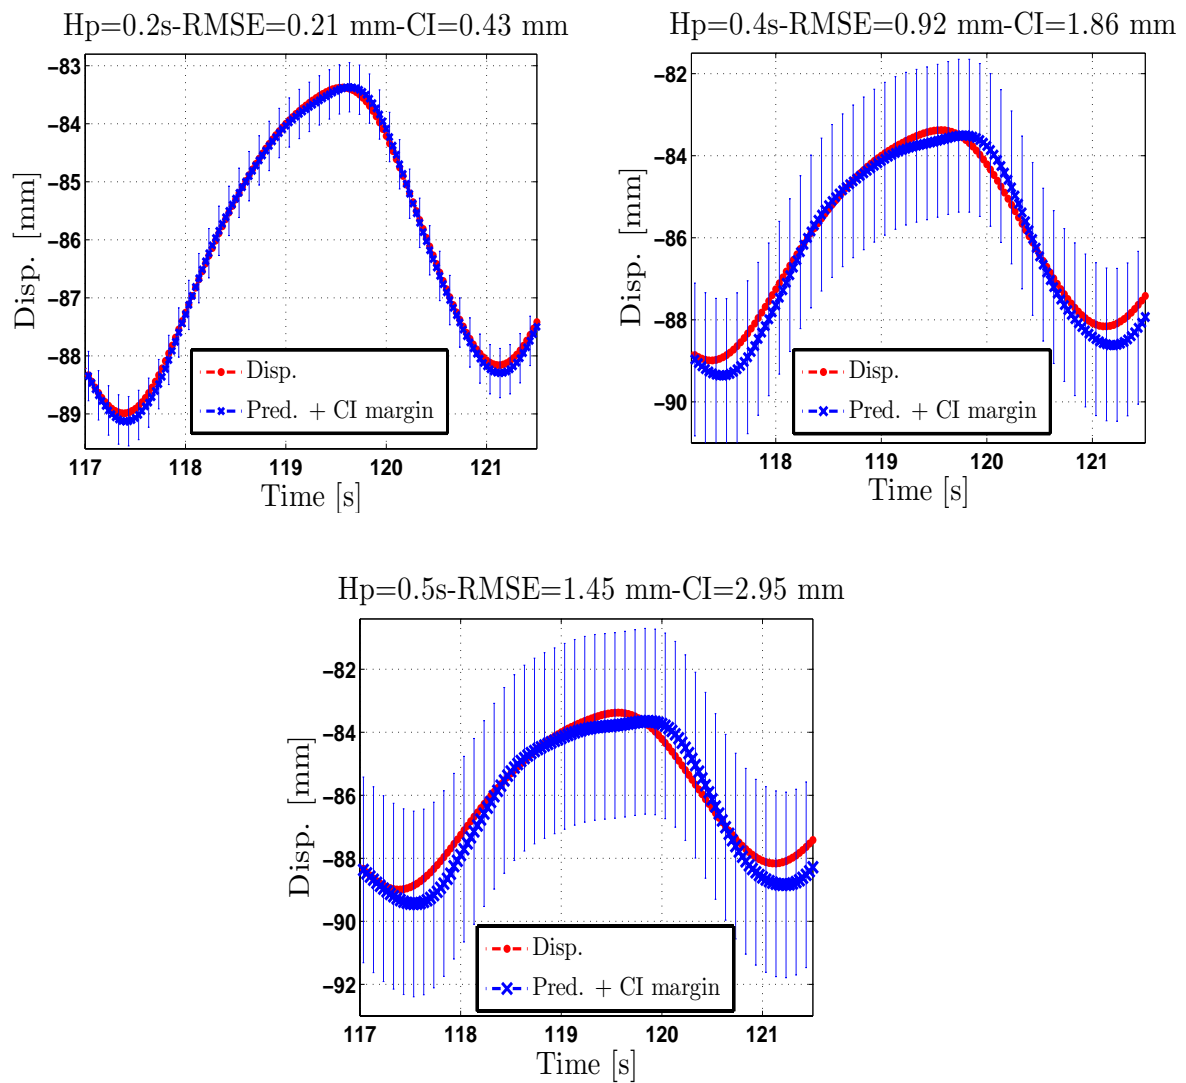 Hp=0.2s-RMSE=0.21 mm-CI=0.43 mm
−83
−84
−85
−86
−87
−88
−89
Disp. [mm]
Disp.
Pred. + CI margin
117 118 119 120 121
Time [s]
Hp=0.4s-RMSE=0.92 mm-CI=1.86 mm
−82
−84
−86
−88
−90
Disp. [mm]
Disp.
Pred. + CI margin
118 119 120 121
Time [s]
Hp=0.5s-RMSE=1.45 mm-CI=2.95 mm
−82
−84
−86
−88
−90
−92
Disp. [mm]
Disp.
Pred. + CI margin
117 118 119 120 121
Time [s]